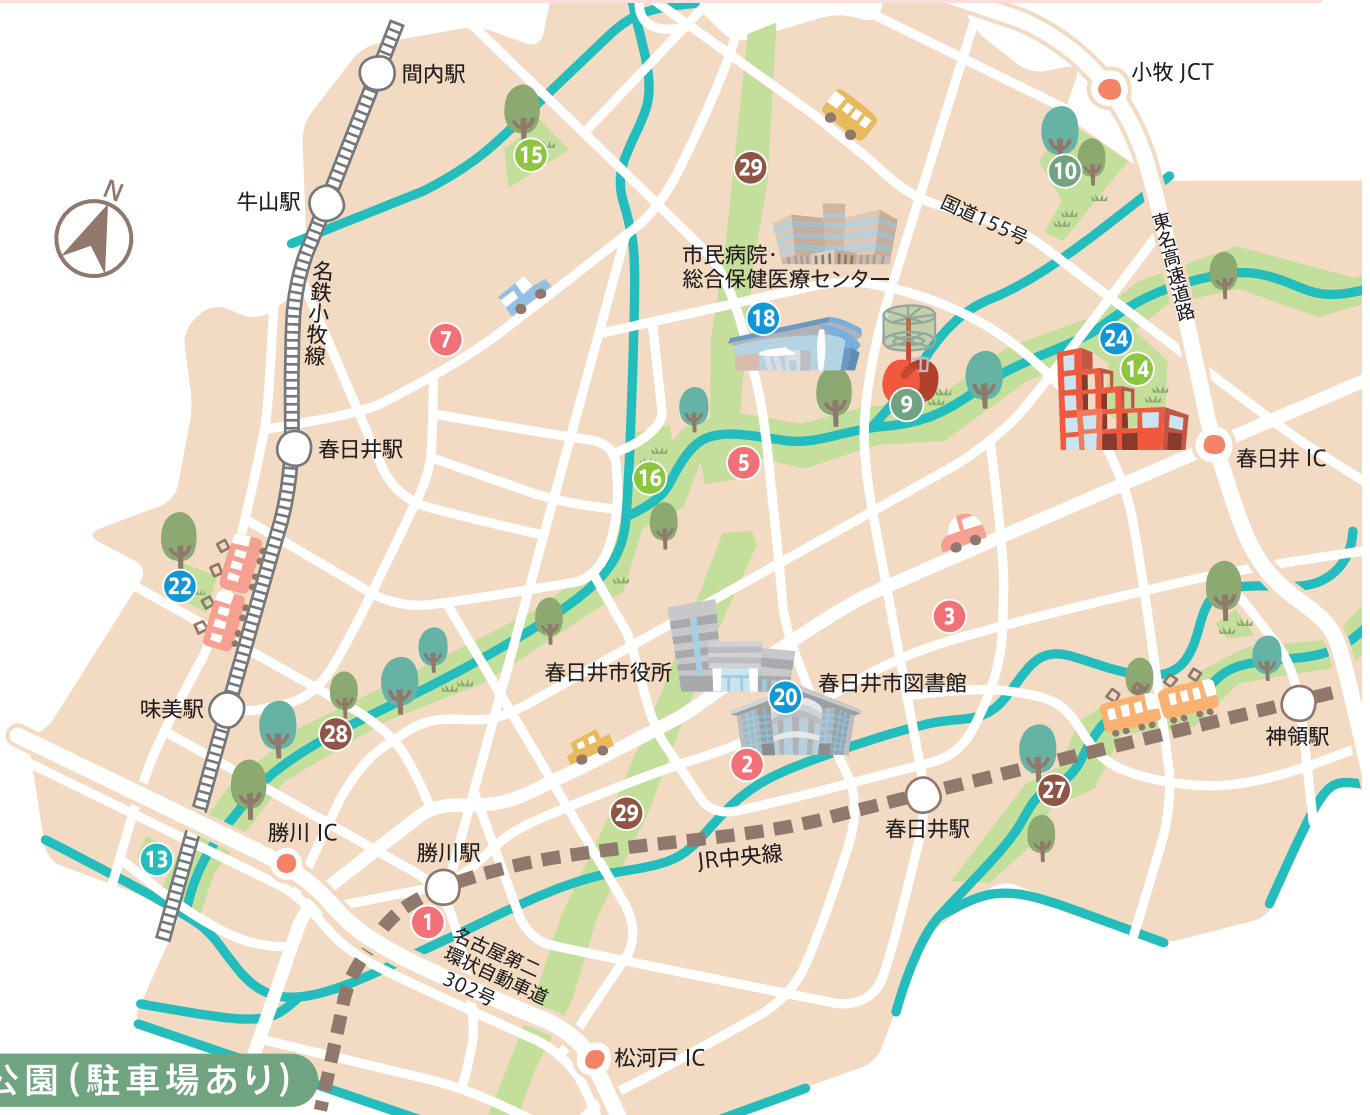 間内駅
小牧 JCT
N
15
29
10
牛山駅
国道155号
東名高速道路
市民病院・
総合保健医療センター
名鉄小牧線
18
7
24
14
9
春日井駅
春日井 IC
5
16
22
3
春日井市役所
春日井市図書館
20
味美駅
28
神領駅
2
27
29
勝川 IC
春日井駅
13
勝川駅
JR中央線
1
名古屋第二
環状自動車道
302号
松河戸 IC
公園(駐車場あり)